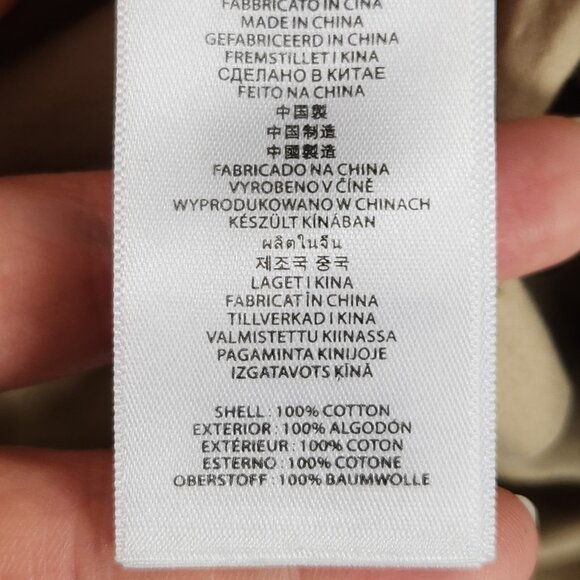 FABBRICATO IN CINA
MADE IN CHINA
GEFABRICEERD IN CHINA
FREMSTILLET I KINA
СДЕЛАНО В КИТАЕ
FEITO NA CHINA
中国製
中国制造
中國製造
FABRICADO NA CHINA
VYROBENO V ČÍNĚ
WYPRODUKOWANO W CHINACH
KÉSZÜLT KÍNÁBAN
ผลิตในจีน
제조국 중국
LAGET I KINA
FABRICAT ÎN CHINA
TILLVERKAD I KINA
VALMISTETTU KIINASSA
PAGAMINTA KINIJOJE
IZGATAVOTS ĶĪNĀ
SHELL : 100% COTTON
EXTERIOR : 100% ALGODÓN
EXTÉRIEUR : 100% COTON
ESTERNO : 100% COTONE
OBERSTOFF : 100% BAUMWOLLE